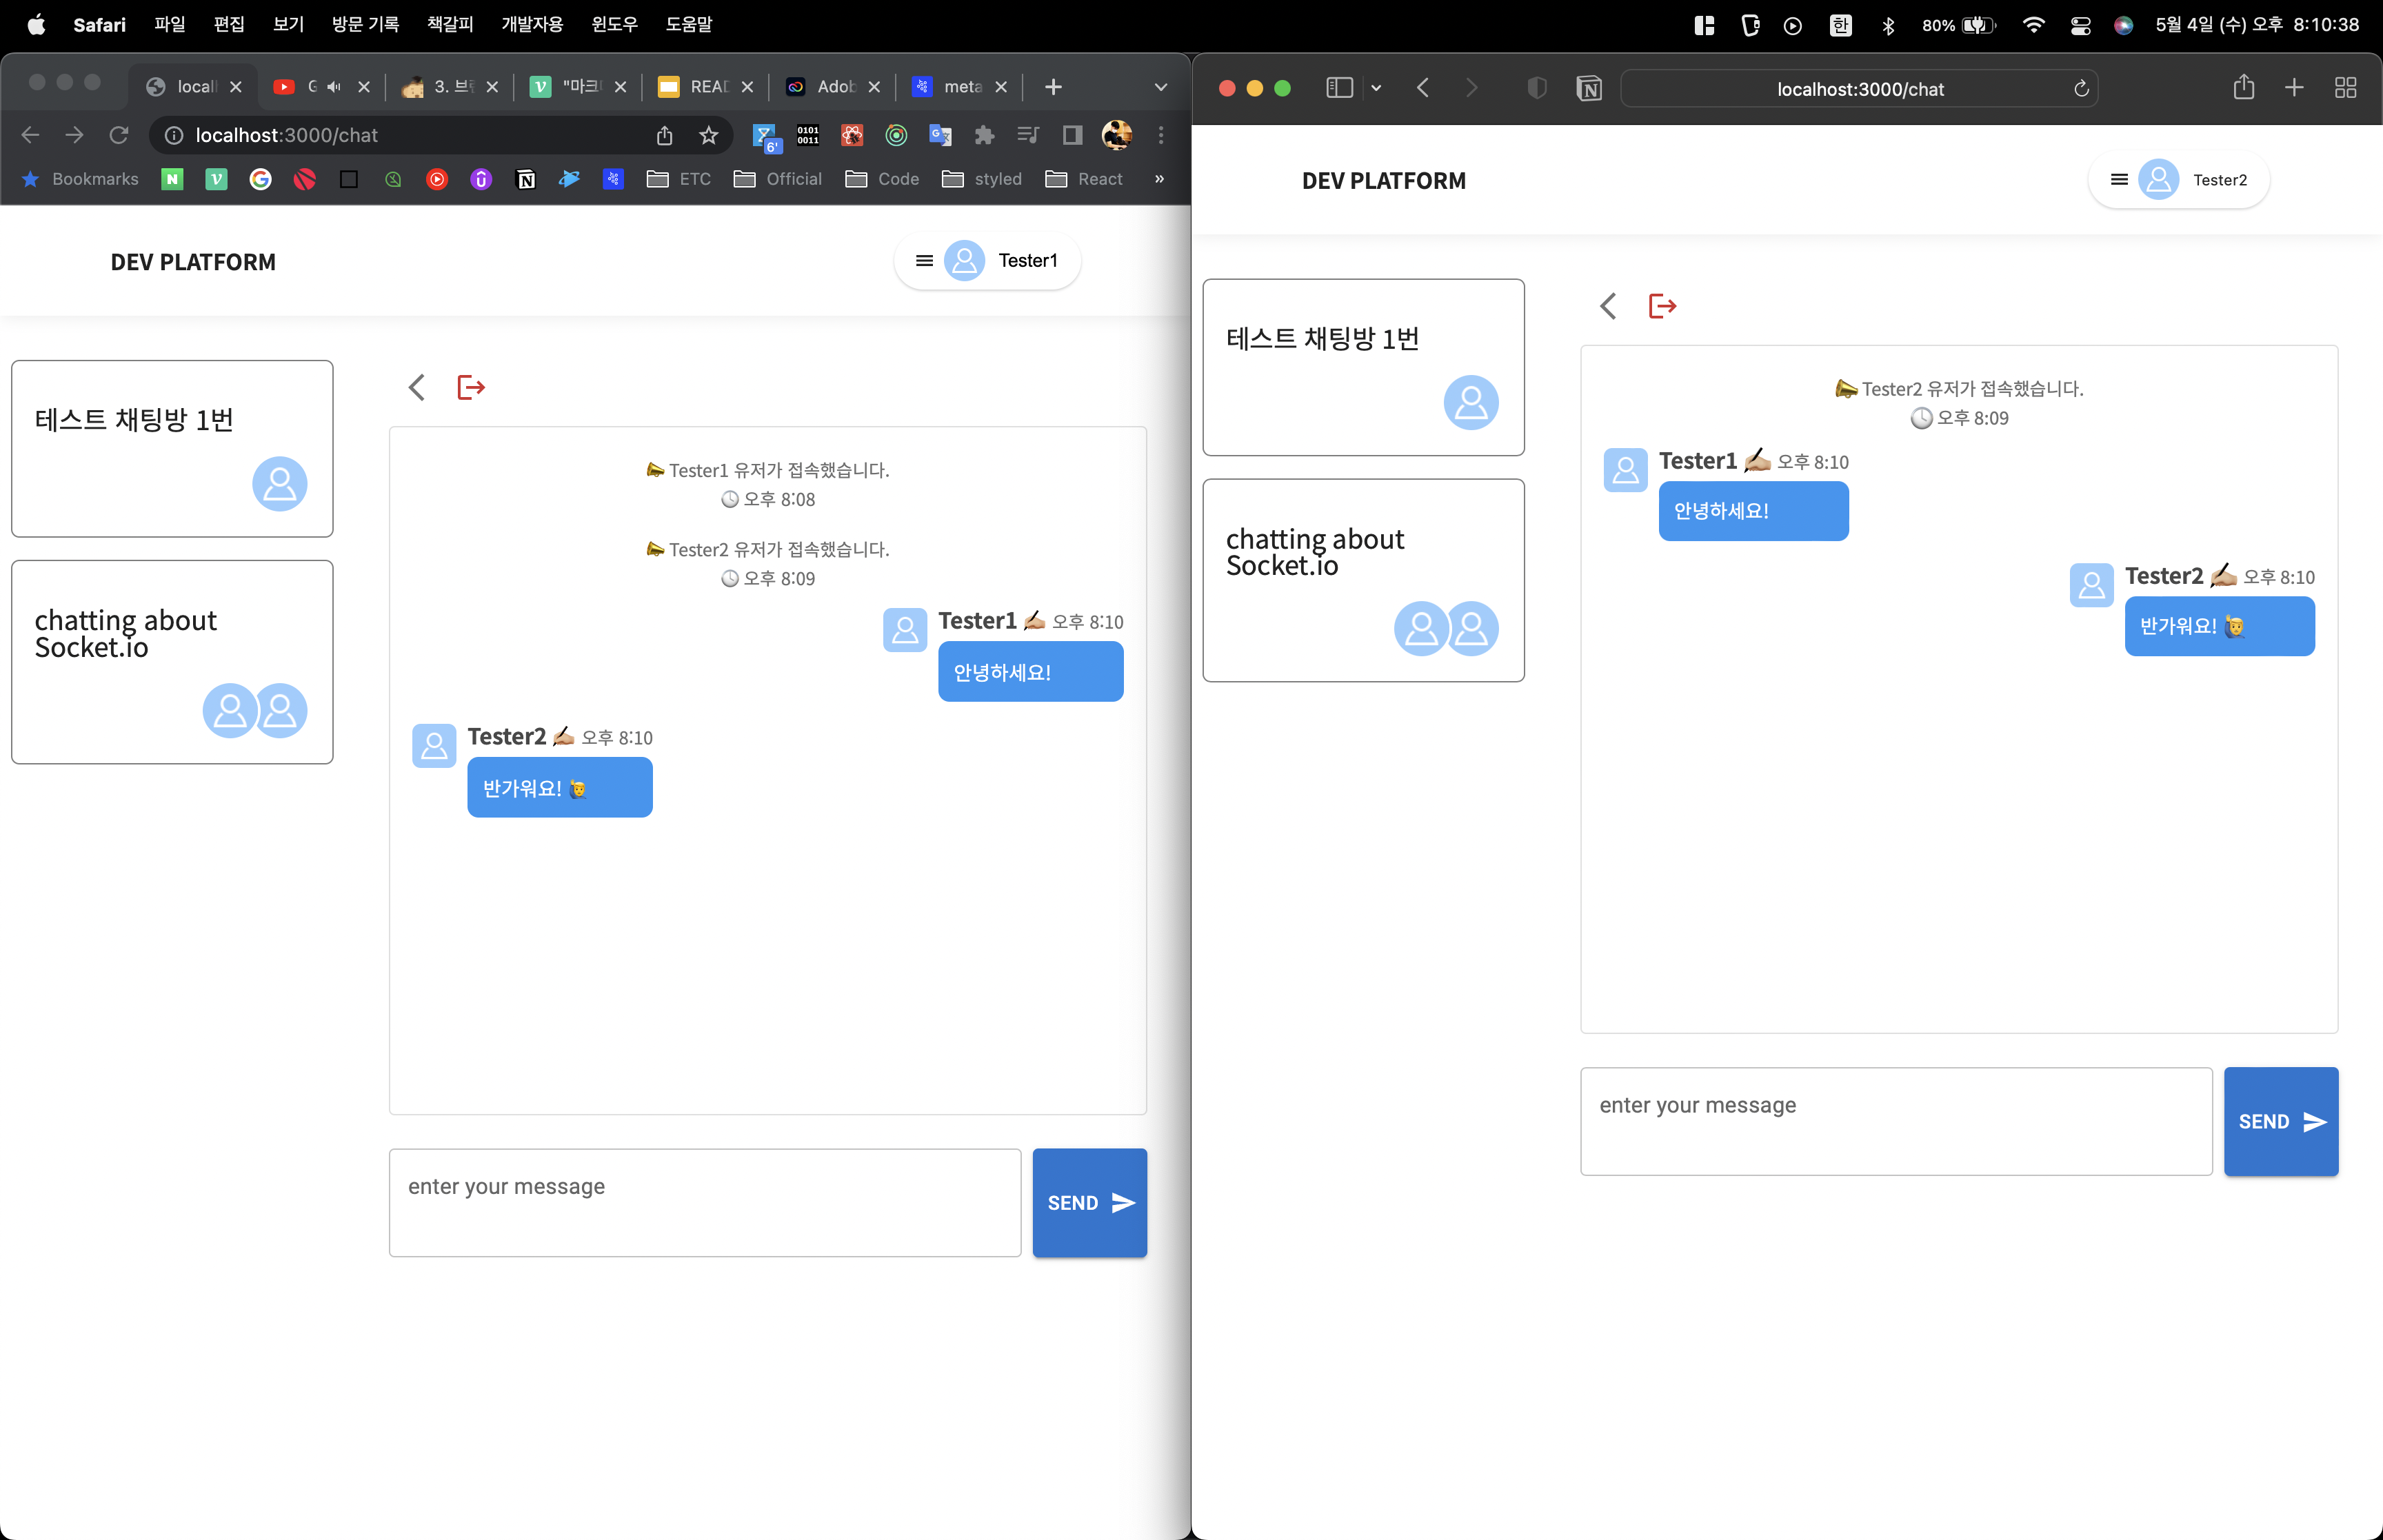 Safari 파일 편집 보기 방문 기록 책갈피 개발자용 윈도우 도움말
한 80% 5월 4일 (수) 오후 8:10:38
3. 브 "마크 READ Adob meta
localhost:3000/chat
6' 0101
0011
Bookmarks ETC Official Code styled React »
DEV PLATFORM
Tester1
테스트 채팅방 1번
chatting about
Socket.io
Tester1 유저가 접속했습니다.
오후 8:08
Tester2 유저가 접속했습니다.
오후 8:09
Tester1 ✍🏼 오후 8:10
안녕하세요!
Tester2 ✍🏼 오후 8:10
반가워요! 🙋‍♂️
enter your message
SEND
localhost:3000/chat
DEV PLATFORM
Tester2
테스트 채팅방 1번
chatting about
Socket.io
Tester2 유저가 접속했습니다.
오후 8:09
Tester1 ✍🏼 오후 8:10
안녕하세요!
Tester2 ✍🏼 오후 8:10
반가워요! 🙋‍♂️
enter your message
SEND